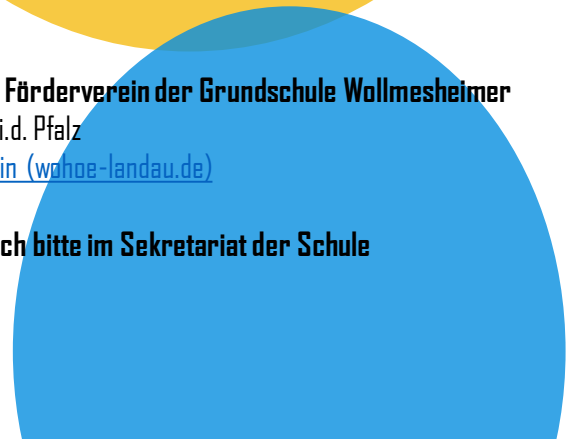 Förderverein der Grundschule Wollmesheimer
i.d. Pfalz
in (wohoe-landau.de)
ch bitte im Sekretariat der Schule